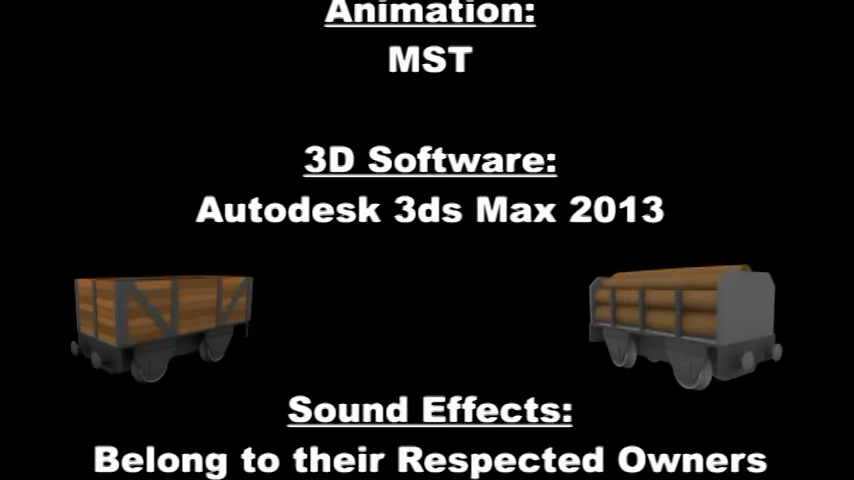 Animation:
MST
3D Software:
Autodesk 3ds Max 2013
Sound Effects:
Belong to their Respected Owners